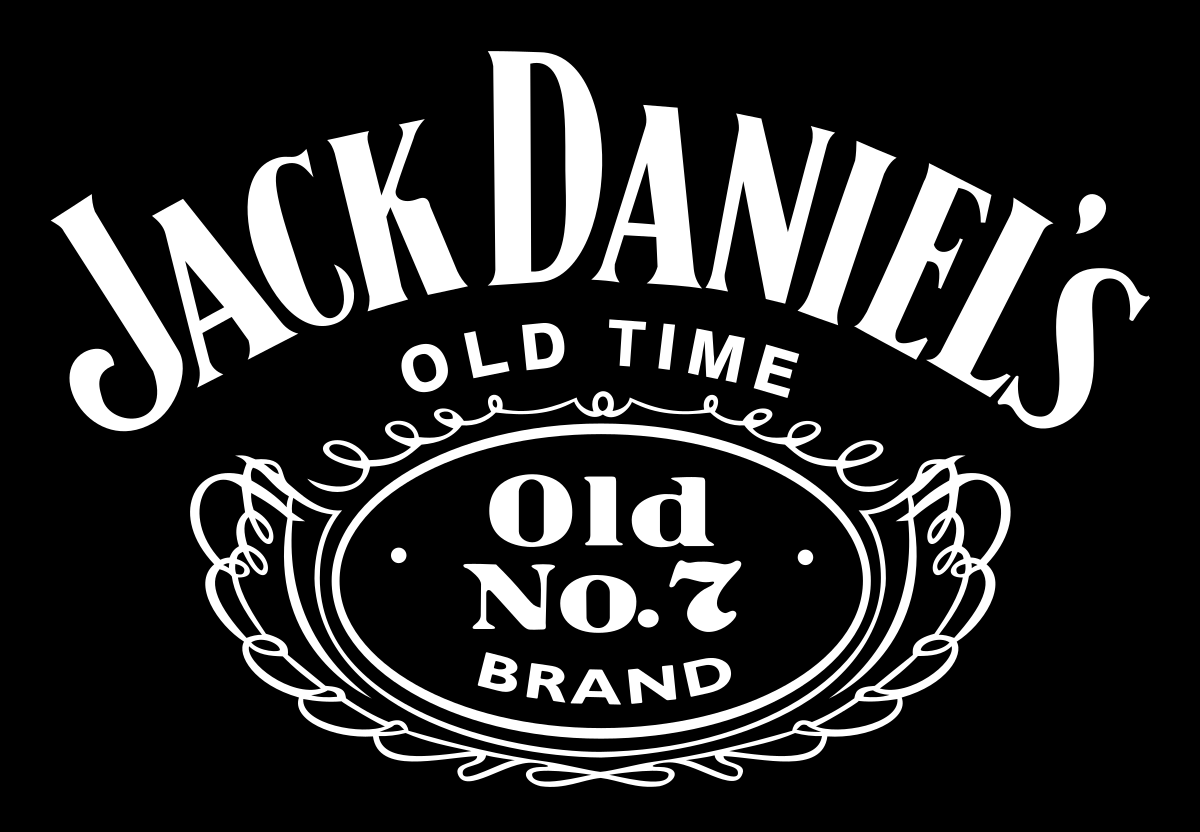 JACK DANIEL'S
OLD TIME
Old
No.7
BRAND